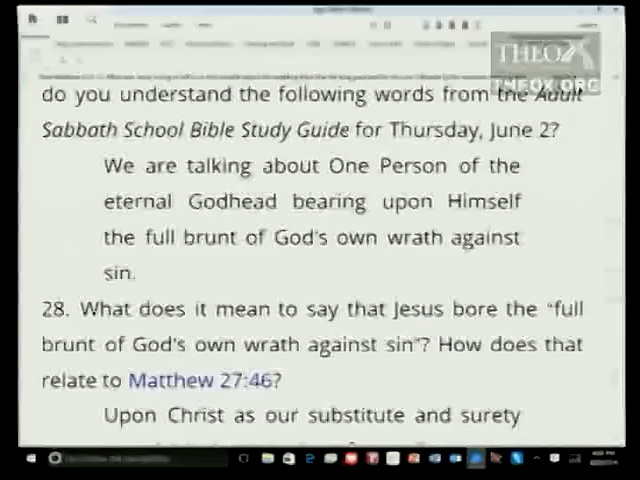 THEOX
THEOX.ORG
do you understand the following words from the Adult
Sabbath School Bible Study Guide for Thursday, June 2?
We are talking about One Person of the
eternal Godhead bearing upon Himself
the full brunt of God's own wrath against
sin.
28. What does it mean to say that Jesus bore the "full
brunt of God's own wrath against sin"? How does that
relate to Matthew 27:46?
Upon Christ as our substitute and surety